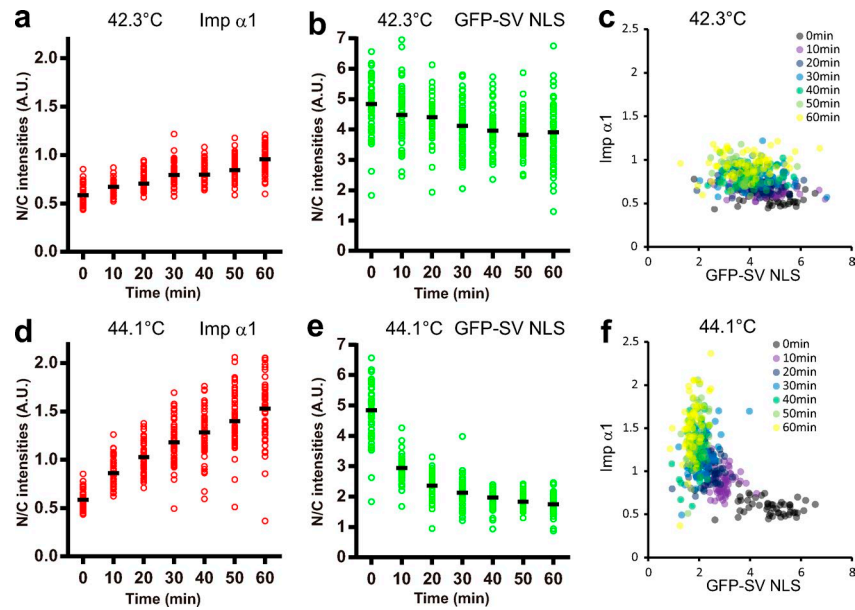 a 42.3°C Imp α1
N/C intensities (A.U.)
2.0
1.5
1.0
0.5
0.0
0 10 20 30 40 50 60
Time (min)
b 42.3°C GFP-SV NLS
N/C intensities (A.U.)
7
6
5
4
3
2
1
0
0 10 20 30 40 50 60
Time (min)
c 42.3°C
Imp α1
2.5
2
1.5
1
0.5
0
0 2 4 6 8
GFP-SV NLS
0min
10min
20min
30min
40min
50min
60min
d 44.1°C Imp α1
N/C intensities (A.U.)
2.0
1.5
1.0
0.5
0.0
0 10 20 30 40 50 60
Time (min)
e 44.1°C GFP-SV NLS
N/C intensities (A.U.)
7
6
5
4
3
2
1
0
0 10 20 30 40 50 60
Time (min)
f 44.1°C
Imp α1
2.5
2
1.5
1
0.5
0
0 2 4 6 8
GFP-SV NLS
0min
10min
20min
30min
40min
50min
60min